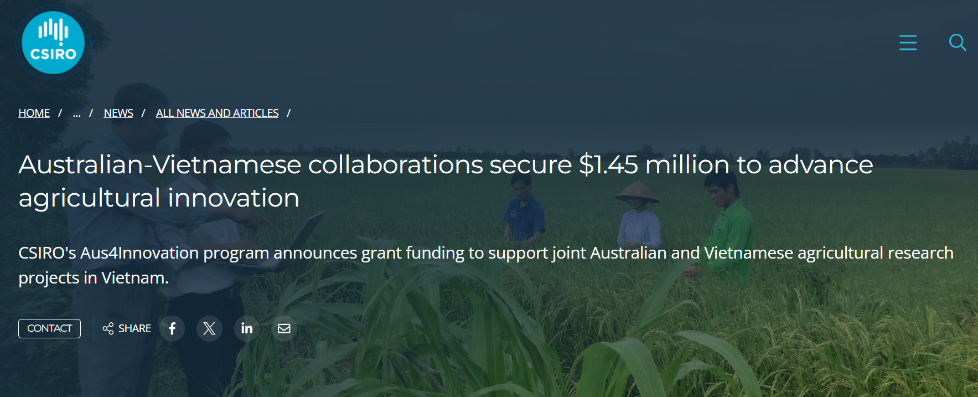 CSIRO
HOME / ... / NEWS / ALL NEWS AND ARTICLES /
Australian-Vietnamese collaborations secure $1.45 million to advance
agricultural innovation
CSIRO's Aus4Innovation program announces grant funding to support joint Australian and Vietnamese agricultural research
projects in Vietnam.
CONTACT SHARE